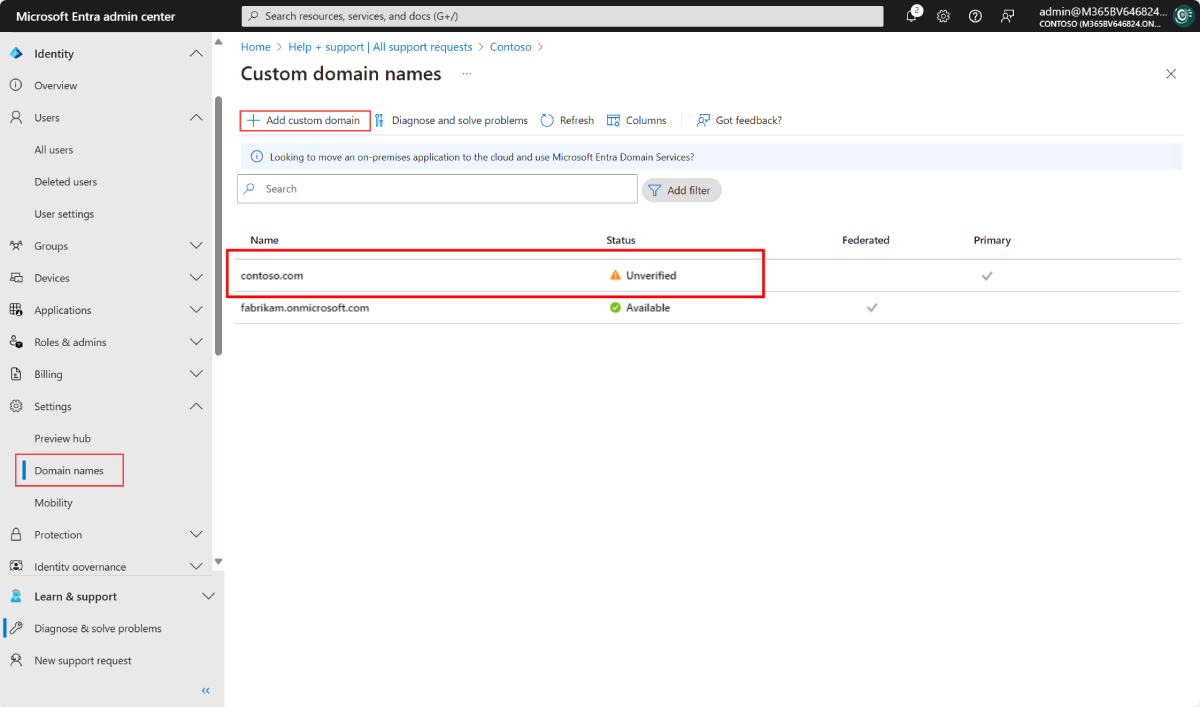 Microsoft Entra admin center
Search resources, services, and docs (G+/)
2
admin@M365BV646824...
CONTOSO (M365BV646824.ON...
Identity
Overview
Users
All users
Deleted users
User settings
Groups
Devices
Applications
Roles & admins
Billing
Settings
Preview hub
Domain names
Mobility
Protection
Identity governance
Learn & support
Diagnose & solve problems
New support request
Home > Help + support | All support requests > Contoso >
Custom domain names ...
Add custom domain Diagnose and solve problems Refresh Columns Got feedback?
Looking to move an on-premises application to the cloud and use Microsoft Entra Domain Services?
Search Add filter
Name Status Federated Primary
contoso.com Unverified
fabrikam.onmicrosoft.com Available